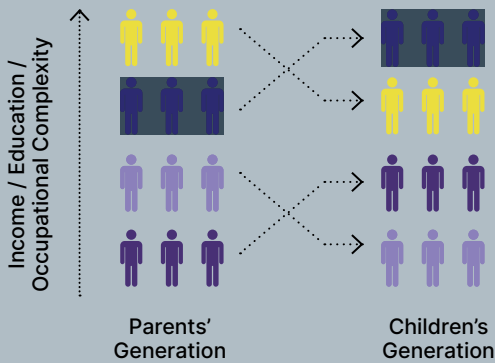 Income / Education /
Occupational Complexity
Parents'
Generation
Children's
Generation